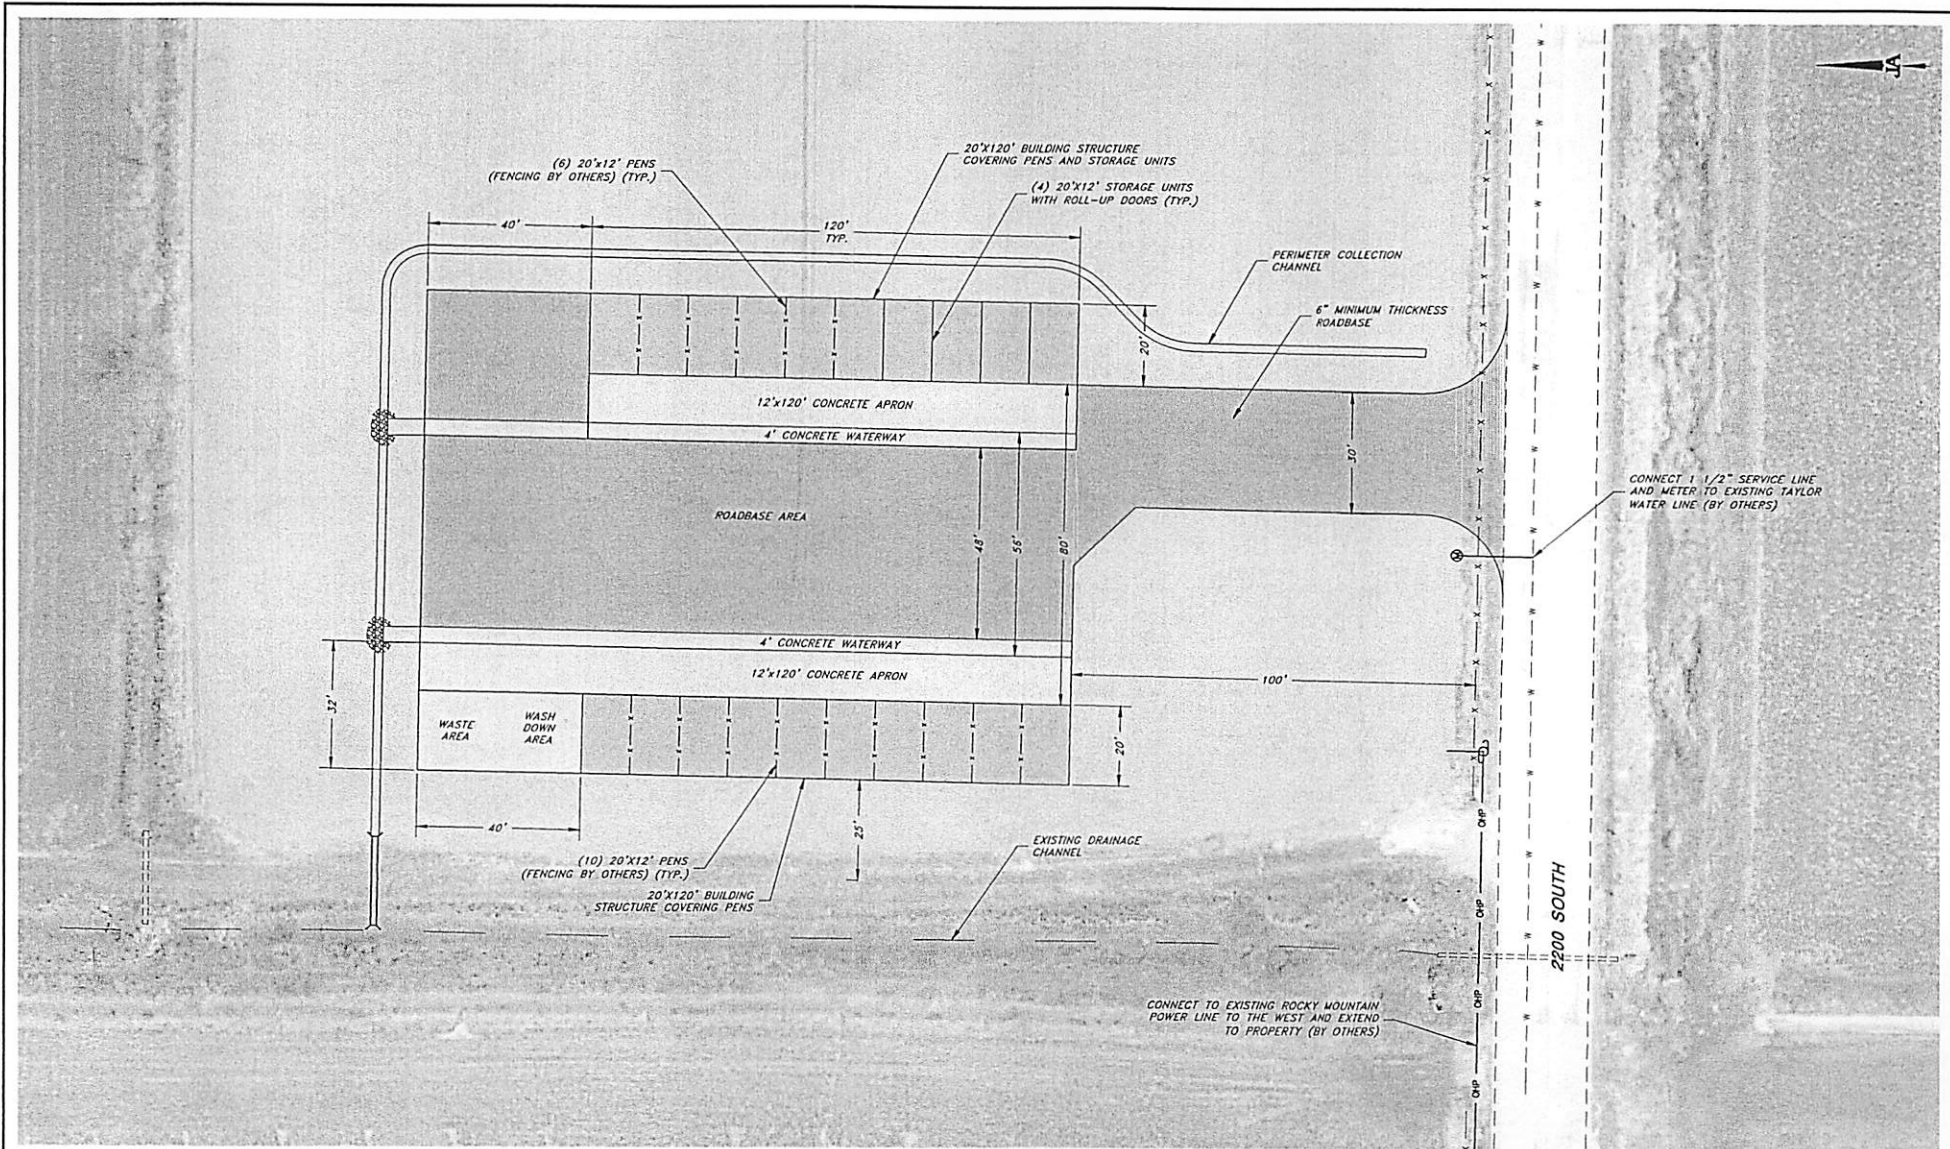 20'X120' BUILDING STRUCTURE
COVERING PENS AND STORAGE UNITS
(6) 20'x12' PENS
(FENCING BY OTHERS) (TYP.)
(4) 20'X12' STORAGE UNITS
WITH ROLL-UP DOORS (TYP.)
40'
120'
TYP.
PERIMETER COLLECTION
CHANNEL
6" MINIMUM THICKNESS
ROADBASE
20'
12'x120' CONCRETE APRON
4' CONCRETE WATERWAY
30'
CONNECT 1 1/2" SERVICE LINE
AND METER TO EXISTING TAYLOR
WATER LINE (BY OTHERS)
ROADBASE AREA
48'
56'
80'
4' CONCRETE WATERWAY
12'x120' CONCRETE APRON
100'
32'
WASTE
AREA
WASH
DOWN
AREA
20'
40'
25'
EXISTING DRAINAGE
CHANNEL
(10) 20'X12' PENS
(FENCING BY OTHERS) (TYP.)
20'X120' BUILDING
STRUCTURE COVERING PENS
OHP
OHP
OHP
OHP
2200 SOUTH
CONNECT TO EXISTING ROCKY MOUNTAIN
POWER LINE TO THE WEST AND EXTEND
TO PROPERTY (BY OTHERS)